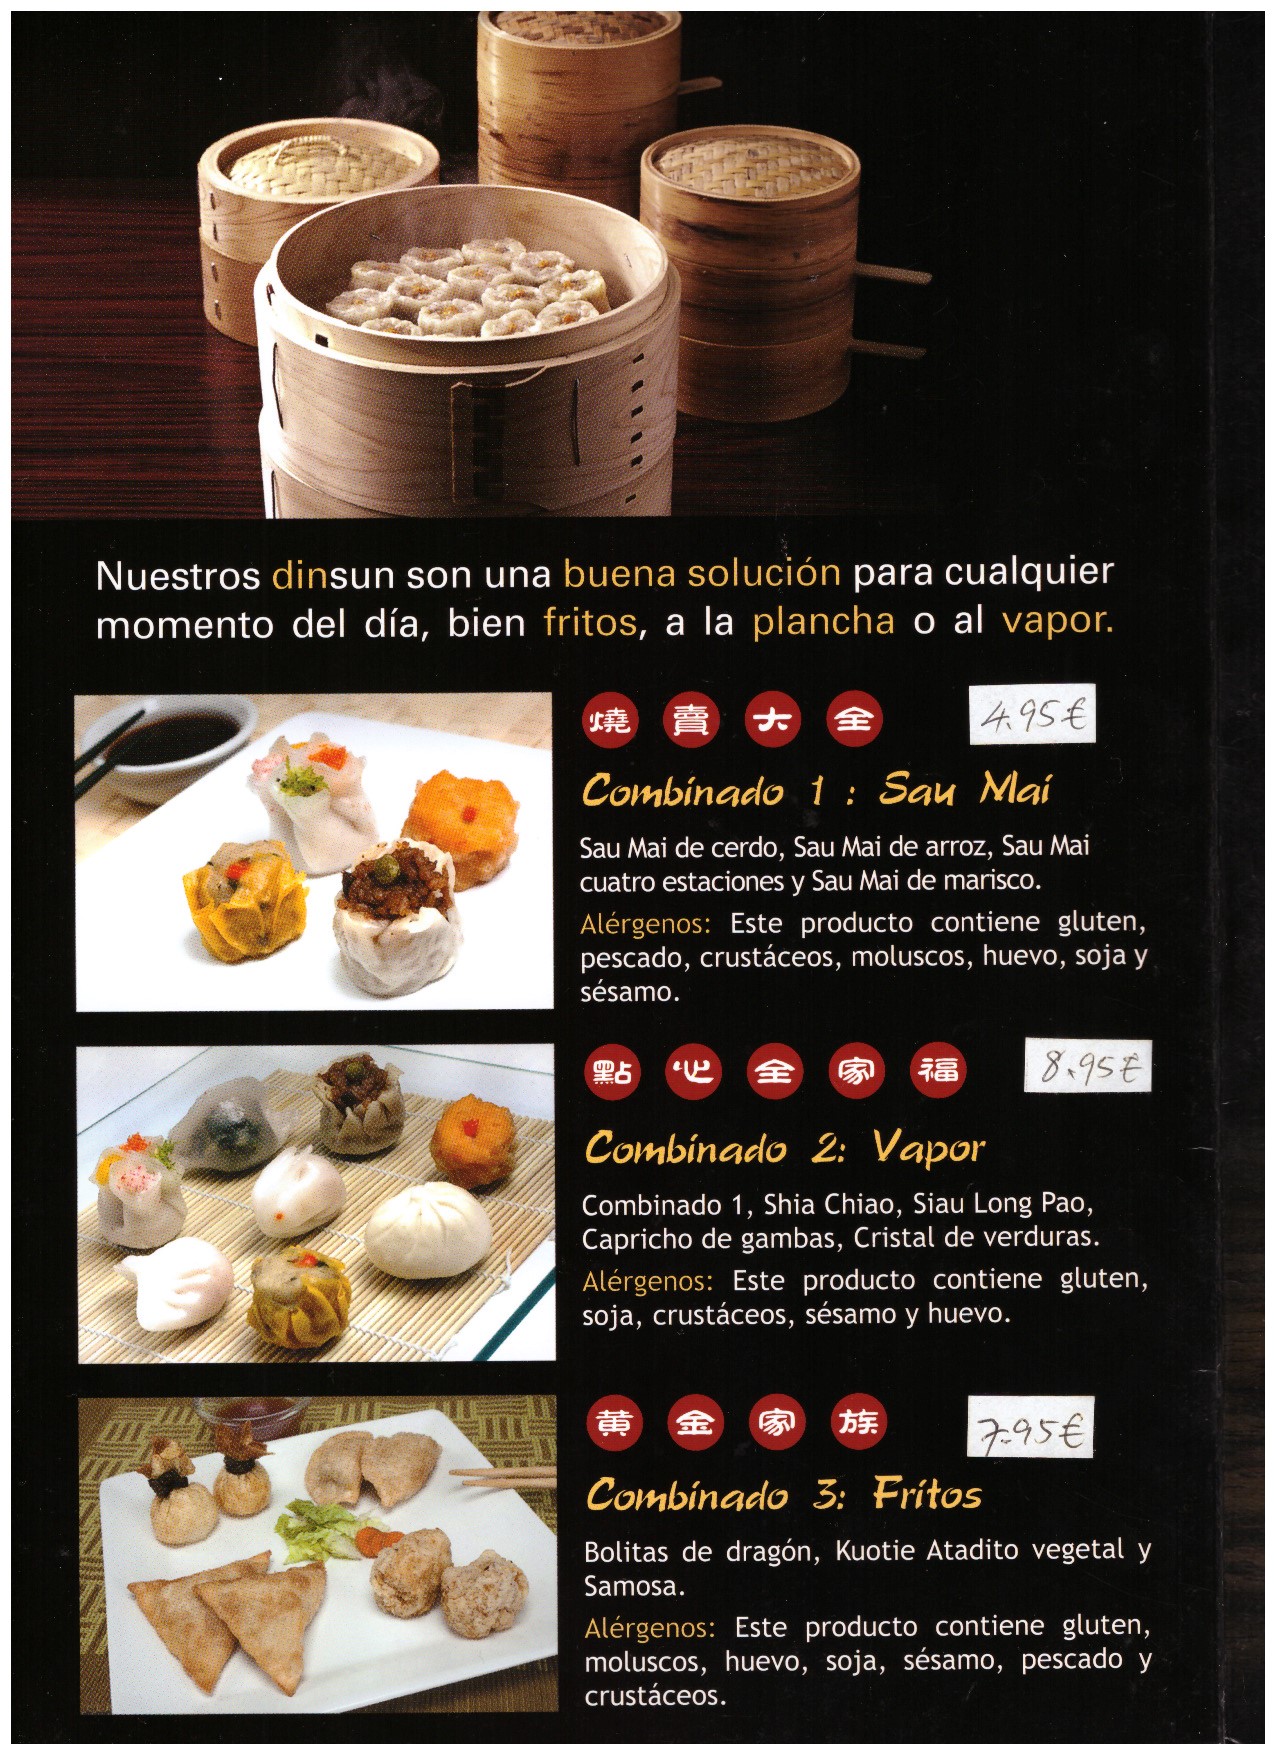 Nuestros dinsun son una buena solución para cualquier
momento del día, bien fritos, a la plancha o al vapor.
燒賣大全
4.95€
Combinado 1 : Sau Mai
Sau Mai de cerdo, Sau Mai de arroz, Sau Mai
cuatro estaciones y Sau Mai de marisco.
Alérgenos: Este producto contiene gluten,
pescado, crustáceos, moluscos, huevo, soja y
sésamo.
點心全家福
8.95€
Combinado 2: Vapor
Combinado 1, Shia Chiao, Siau Long Pao,
Capricho de gambas, Cristal de verduras.
Alérgenos: Este producto contiene gluten,
soja, crustáceos, sésamo y huevo.
黄金家族
7.95€
Combinado 3: Fritos
Bolitas de dragón, Kuotie Atadito vegetal y
Samosa.
Alérgenos: Este producto contiene gluten,
moluscos, huevo, soja, sésamo, pescado y
crustáceos.